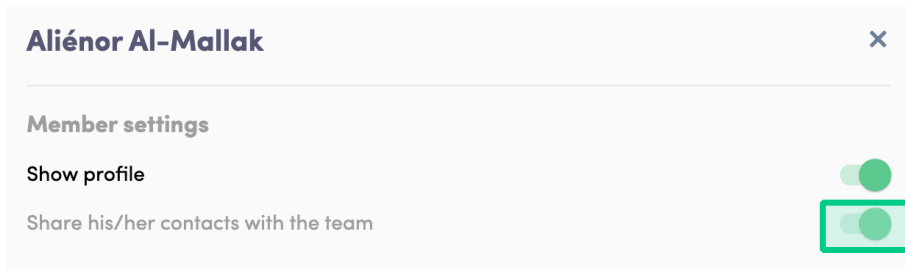 Aliénor Al-Mallak
Member settings
Show profile
Share his/her contacts with the team